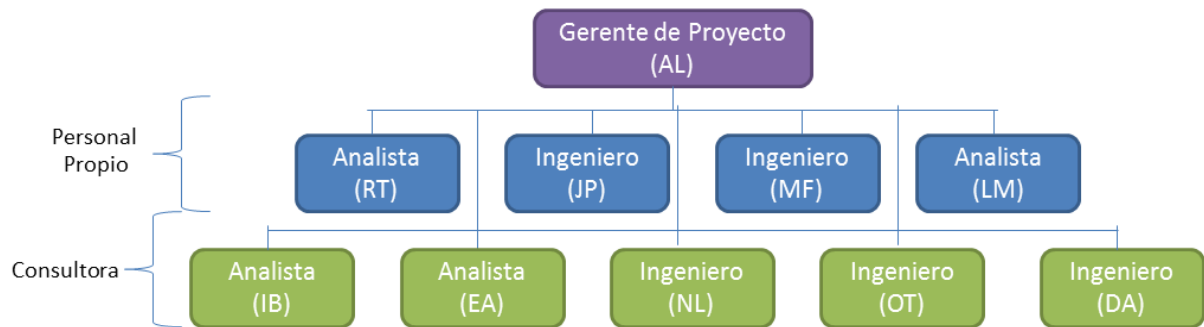 Gerente de Proyecto
(AL)
Personal
Propio
Analista
(RT)
Ingeniero
(JP)
Ingeniero
(MF)
Analista
(LM)
Consultora
Analista
(IB)
Analista
(EA)
Ingeniero
(NL)
Ingeniero
(OT)
Ingeniero
(DA)